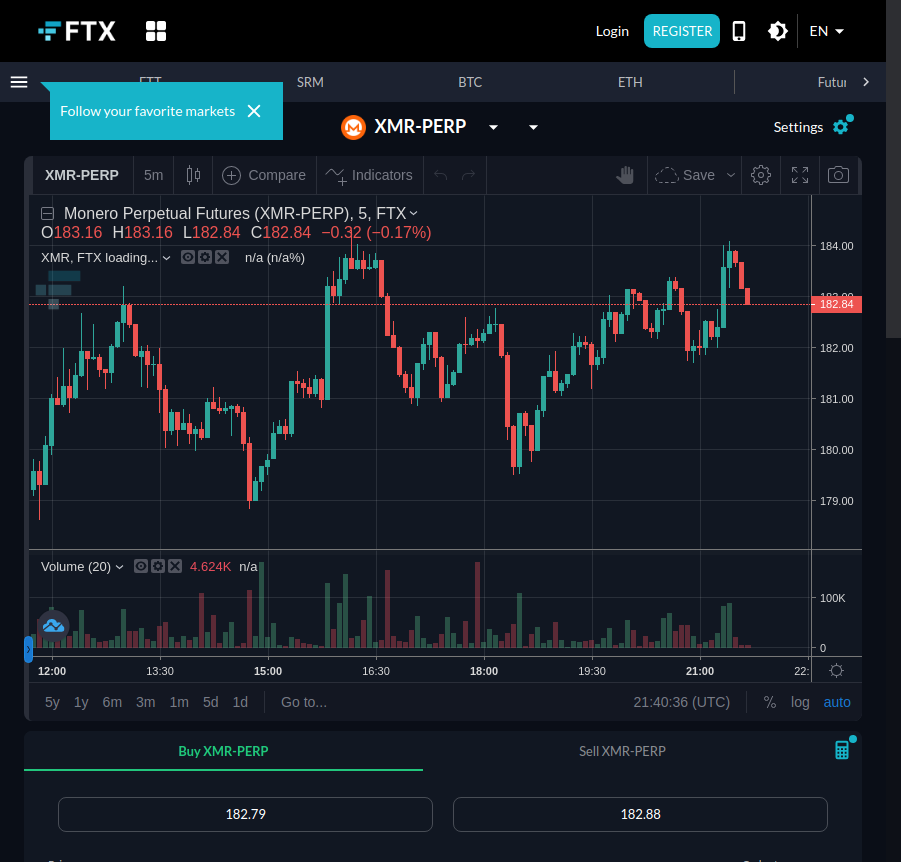 FTX
Login
REGISTER
EN
FTT
SRM
BTC
ETH
Futur
Follow your favorite markets
XMR-PERP
Settings
XMR-PERP
5m
Compare
Indicators
Save
Monero Perpetual Futures (XMR-PERP), 5, FTX
O183.16 H183.16 L182.84 C182.84 −0.32 (−0.17%)
XMR, FTX loading...
n/a (n/a%)
184.00
183.00
182.84
182.00
181.00
180.00
179.00
Volume (20)
4.624K n/a
100K
0
12:00
13:30
15:00
16:30
18:00
19:30
21:00
22:
5y 1y 6m 3m 1m 5d 1d
Go to...
21:40:36 (UTC)
%
log
auto
Buy XMR-PERP
Sell XMR-PERP
182.79
182.88